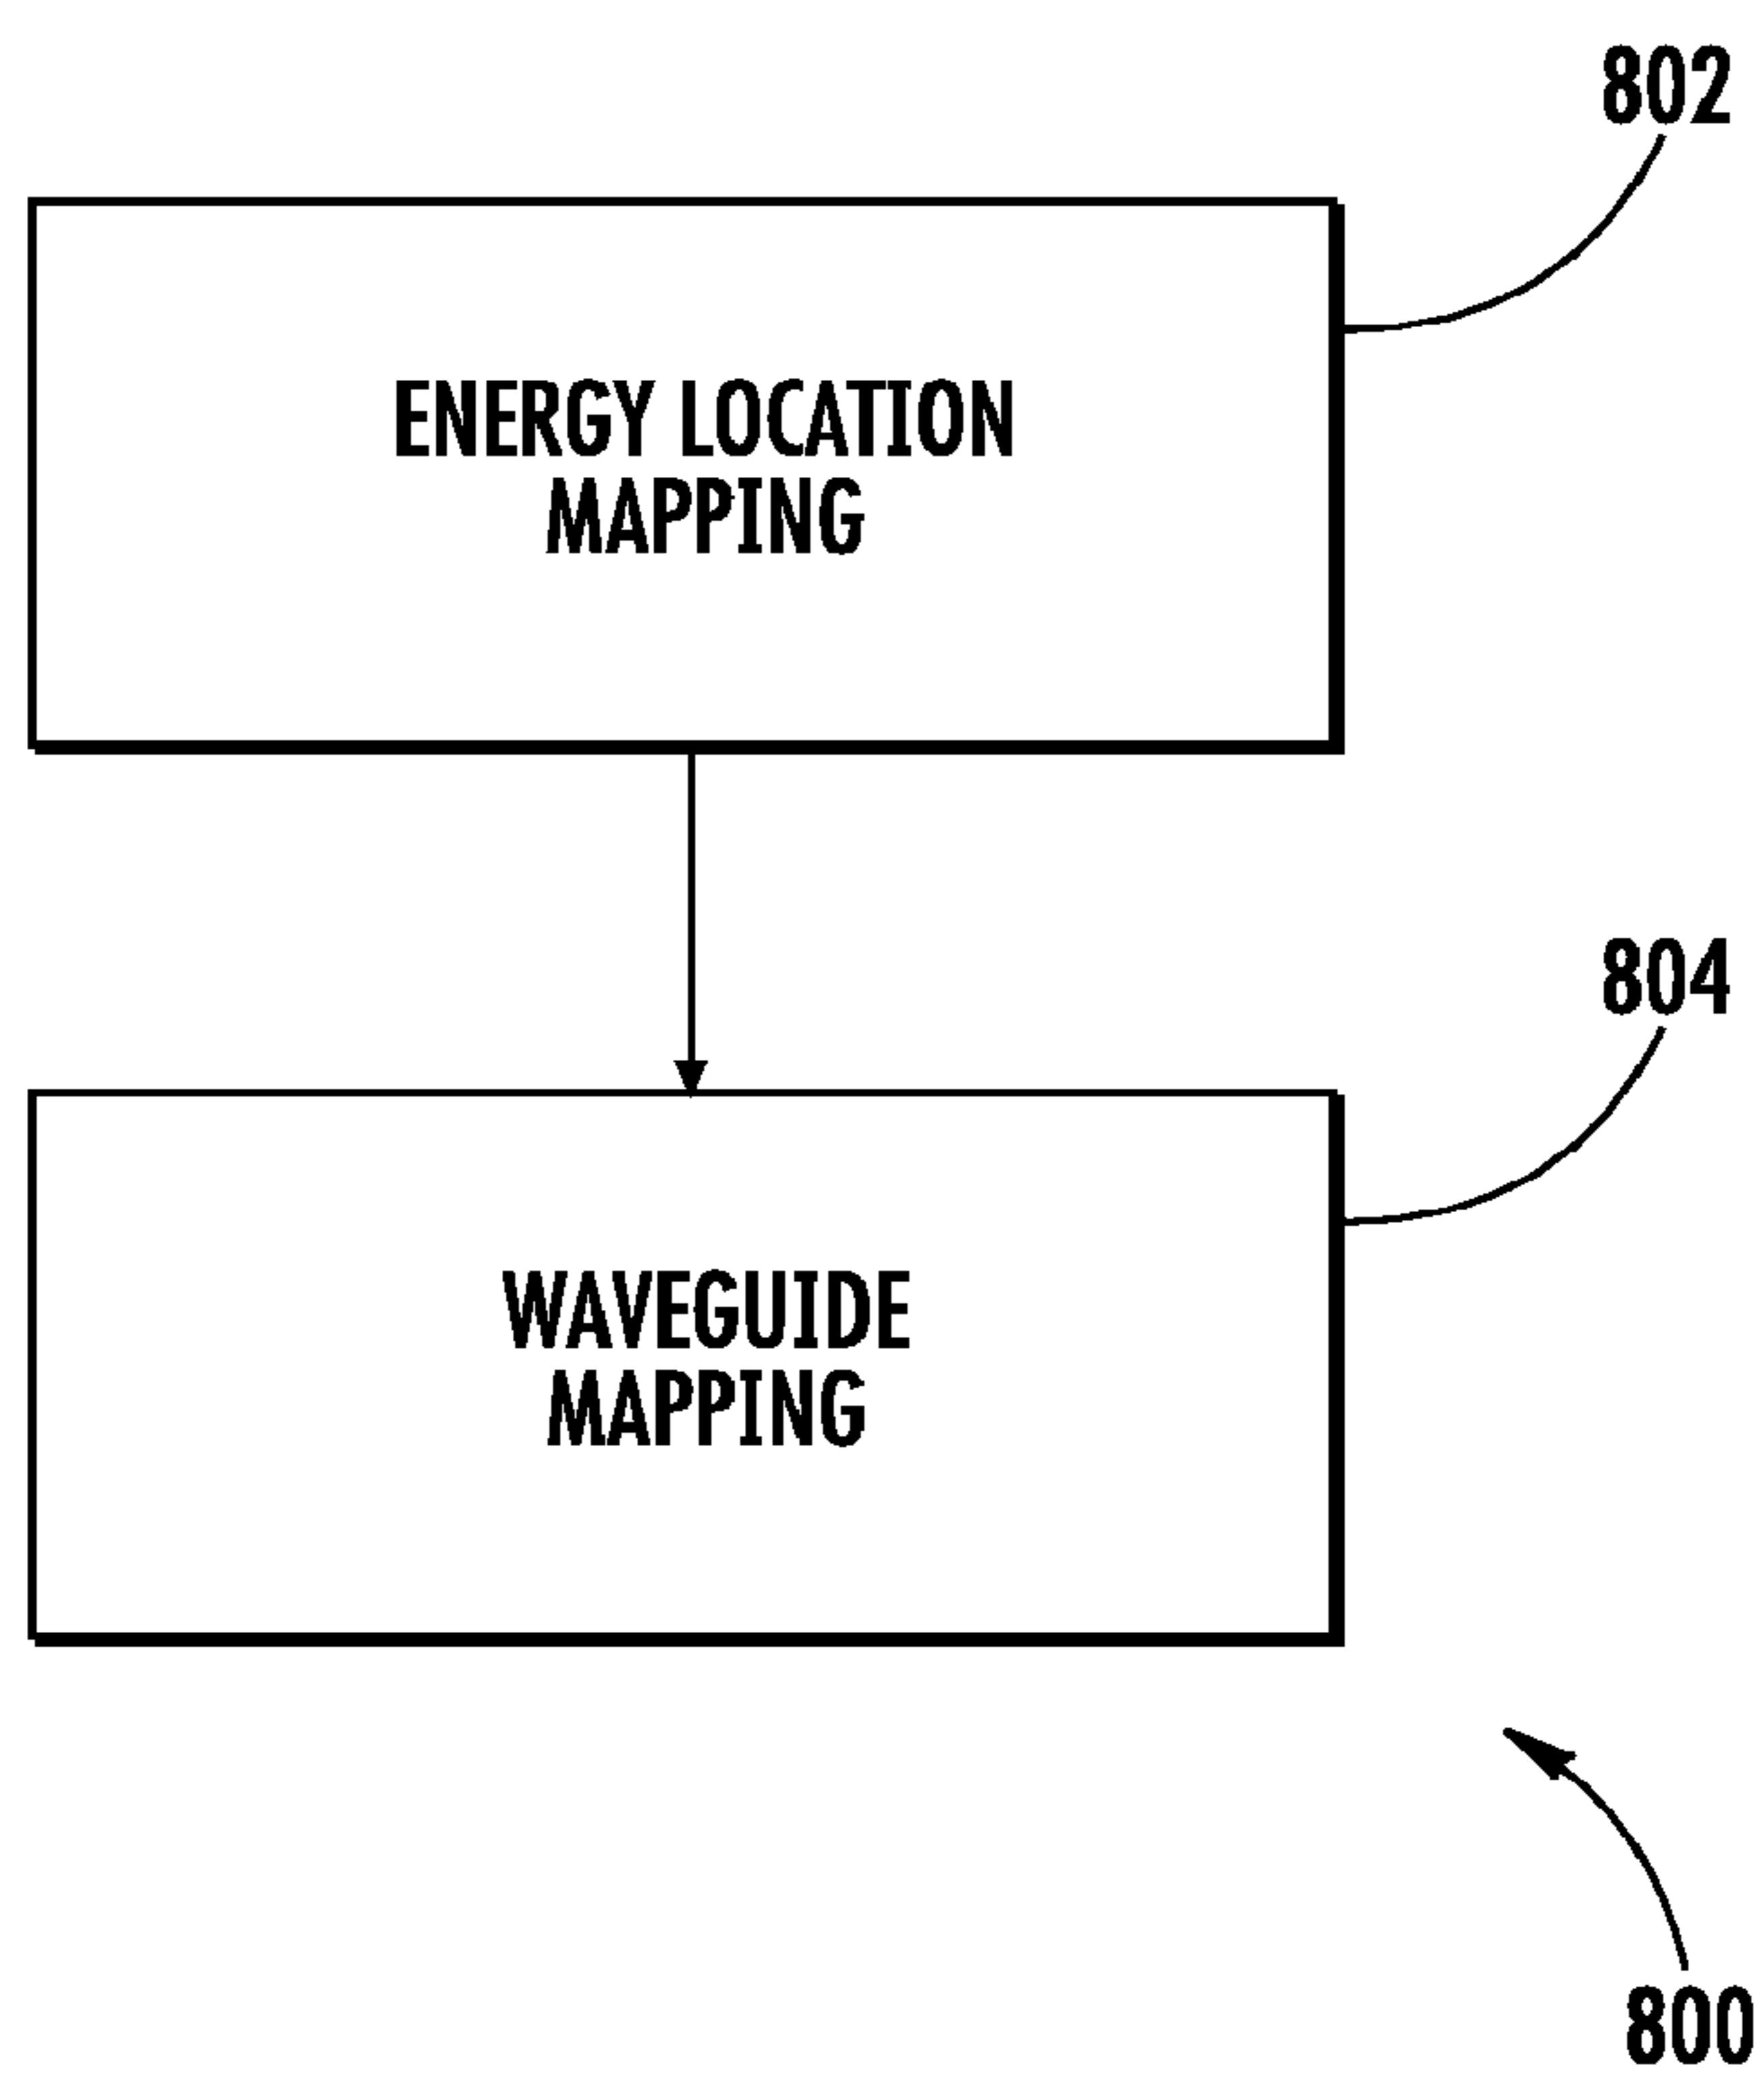 802
ENERGY LOCATION
MAPPING
804
WAVEGUIDE
MAPPING
800